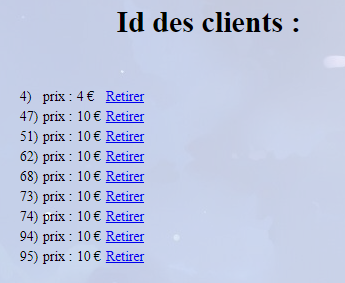 Id des clients :
4) prix : 4 € Retirer
47) prix : 10 € Retirer
51) prix : 10 € Retirer
62) prix : 10 € Retirer
68) prix : 10 € Retirer
73) prix : 10 € Retirer
74) prix : 10 € Retirer
94) prix : 10 € Retirer
95) prix : 10 € Retirer